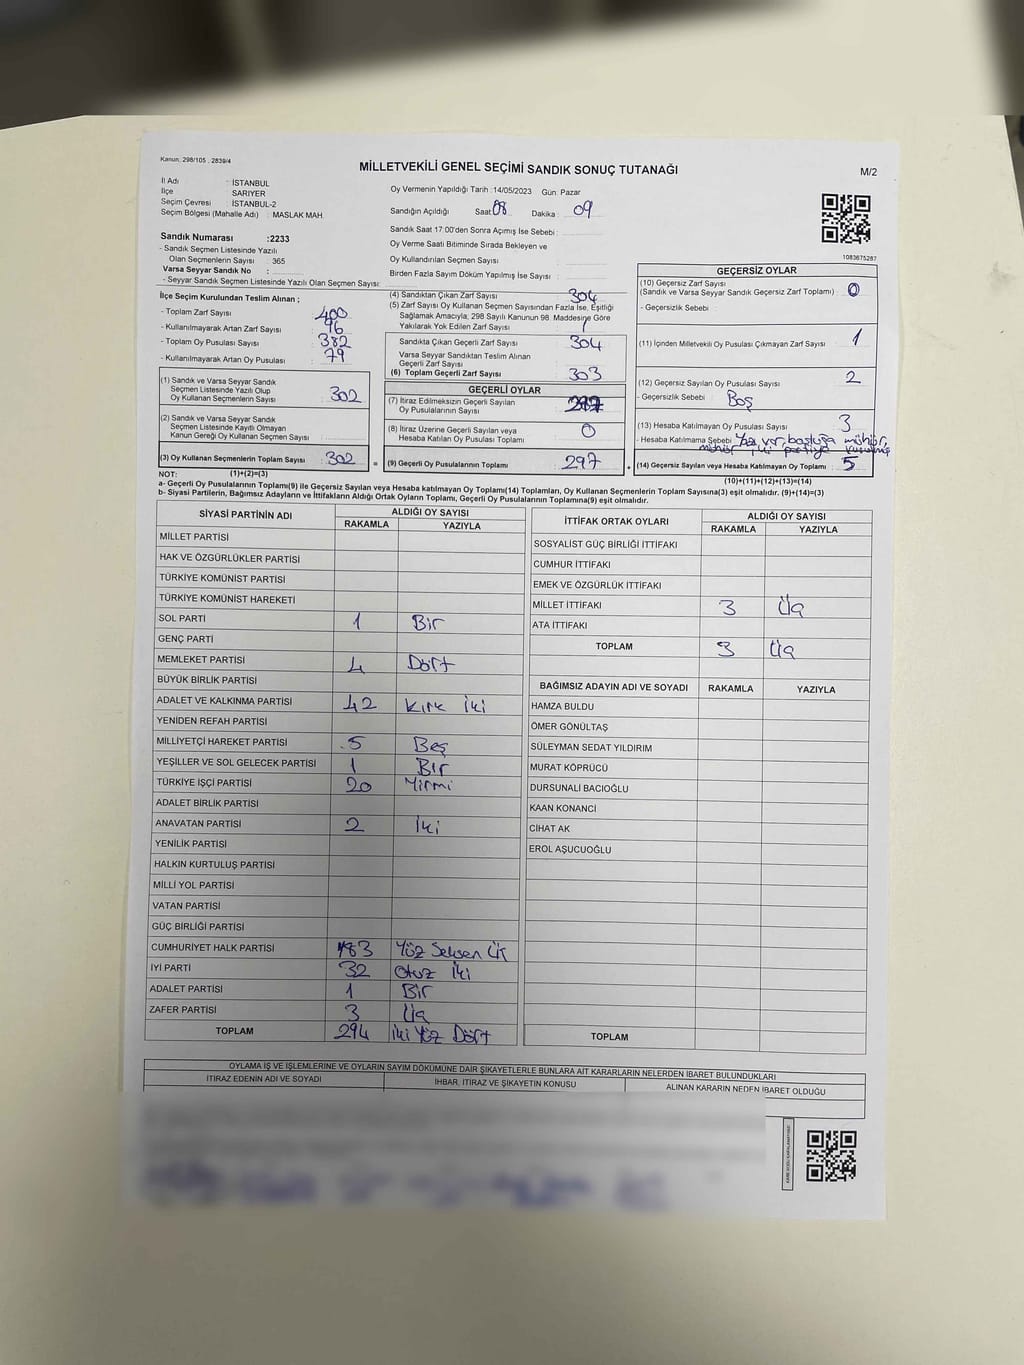 Kanun, 298/105 , 2839/4
MİLLETVEKİLİ GENEL SEÇİMİ SANDIK SONUÇ TUTANAĞI
M/2
İl Adı : İSTANBUL
İlçe : SARIYER
Seçim Çevresi : İSTANBUL-2
Seçim Bölgesi (Mahalle Adı) : MASLAK MAH.
Oy Vermenin Yapıldığı Tarih :14/05/2023 Gün: Pazar
Sandığın Açıldığı Saat: 08 Dakika : 09
Sandık Saat 17:00'den Sonra Açımış İse Sebebi :
Oy Verme Saati Bitiminde Sırada Bekleyen ve
Oy Kullandırılan Seçmen Sayısı :
Birden Fazla Sayım Döküm Yapılmış İse Sayısı :
1083675287
Sandık Numarası :2233
- Sandık Seçmen Listesinde Yazılı
Olan Seçmenlerin Sayısı : 365
Varsa Seyyar Sandık No :
- Seyyar Sandık Seçmen Listesinde Yazılı Olan Seçmen Sayısı:
İlçe Seçim Kurulundan Teslim Alınan ;
- Toplam Zarf Sayısı : 400
- Kullanılmayarak Artan Zarf Sayısı : 96
- Toplam Oy Pusulası Sayısı : 382
- Kullanılmayarak Artan Oy Pusulası : 79
(1) Sandık ve Varsa Seyyar Sandık
Seçmen Listesinde Yazılı Olup
Oy Kullanan Seçmenlerin Sayısı : 302
(2) Sandık ve Varsa Seyyar Sandık
Seçmen Listesinde Kayıtlı Olmayan
Kanun Gereği Oy Kullanan Seçmen Sayısı :
(3) Oy Kullanan Seçmenlerin Toplam Sayısı : 302 =
(1)+(2)=(3)
(4) Sandıktan Çıkan Zarf Sayısı 304
(5) Zarf Sayısı Oy Kullanan Seçmen Sayısından Fazla İse, Eşitliği
Sağlamak Amacıyla, 298 Sayılı Kanunun 98. Maddesine Göre
Yakılarak Yok Edilen Zarf Sayısı :
Sandıkta Çıkan Geçerli Zarf Sayısı 304
Varsa Seyyar Sandıktan Teslim Alınan
Geçerli Zarf Sayısı
(6) Toplam Geçerli Zarf Sayısı 303
GEÇERLİ OYLAR
(7) İtiraz Edilmeksizin Geçerli Sayılan
Oy Pusulalarının Sayısı 297
(8) İtiraz Üzerine Geçerli Sayılan veya
Hesaba Katılan Oy Pusulası Toplamı 0
(9) Geçerli Oy Pusulalarının Toplamı 297
GEÇERSİZ OYLAR
(10) Geçersiz Zarf Sayısı
(Sandık ve Varsa Seyyar Sandık Geçersiz Zarf Toplamı) : 0
- Geçersizlik Sebebi :
(11) İçinden Milletvekili Oy Pusulası Çıkmayan Zarf Sayısı 1
(12) Geçersiz Sayılan Oy Pusulası Sayısı 2
- Geçersizlik Sebebi : Boş
(13) Hesaba Katılmayan Oy Pusulası Sayısı 3
- Hesaba Katılmama Sebebi : Yazı var, boşluğa mühür,
mühür iki partiye
(14) Geçersiz Sayılan veya Hesaba Katılmayan Oy Toplamı : 5
(10)+(11)+(12)+(13)=(14)
NOT:
a- Geçerli Oy Pusulalarının Toplamı(9) ile Geçersiz Sayılan veya Hesaba katılmayan Oy Toplamı(14) Toplamları, Oy Kullanan Seçmenlerin Toplam Sayısına(3) eşit olmalıdır. (9)+(14)=(3)
b- Siyasi Partilerin, Bağımsız Adayların ve İttifakların Aldığı Ortak Oyların Toplamı, Geçerli Oy Pusulalarının Toplamına(9) eşit olmalıdır.
SİYASİ PARTİNİN ADI ALDIĞI OY SAYISI
RAKAMLA YAZIYLA
MİLLET PARTİSİ
HAK VE ÖZGÜRLÜKLER PARTİSİ
TÜRKİYE KOMÜNİST PARTİSİ
TÜRKİYE KOMÜNİST HAREKETİ
SOL PARTİ 1 Bir
GENÇ PARTİ
MEMLEKET PARTİSİ 4 Dört
BÜYÜK BİRLİK PARTİSİ
ADALET VE KALKINMA PARTİSİ 42 Kırk İki
YENİDEN REFAH PARTİSİ
MİLLİYETÇİ HAREKET PARTİSİ 5 Beş
YEŞİLLER VE SOL GELECEK PARTİSİ 1 Bir
TÜRKİYE İŞÇİ PARTİSİ 20 Yirmi
ADALET BİRLİK PARTİSİ
ANAVATAN PARTİSİ 2 İki
YENİLİK PARTİSİ
HALKIN KURTULUŞ PARTİSİ
MİLLİ YOL PARTİSİ
VATAN PARTİSİ
GÜÇ BİRLİĞİ PARTİSİ
CUMHURİYET HALK PARTİSİ 183 Yüz Seksen Üç
İYİ PARTİ 32 Otuz İki
ADALET PARTİSİ 1 Bir
ZAFER PARTİSİ 3 Üç
TOPLAM 294 İki Yüz Dört
İTTİFAK ORTAK OYLARI ALDIĞI OY SAYISI
RAKAMLA YAZIYLA
SOSYALİST GÜÇ BİRLİĞİ İTTİFAKI
CUMHUR İTTİFAKI
EMEK VE ÖZGÜRLÜK İTTİFAKI
MİLLET İTTİFAKI 3 Üç
ATA İTTİFAKI
TOPLAM 3 Üç
BAĞIMSIZ ADAYIN ADI VE SOYADI RAKAMLA YAZIYLA
HAMZA BULDU
ÖMER GÖNÜLTAŞ
SÜLEYMAN SEDAT YILDIRIM
MURAT KÖPRÜCÜ
DURSUNALİ BACIOĞLU
KAAN KONANCİ
CİHAT AK
EROL AŞUCUOĞLU
TOPLAM
OYLAMA İŞ VE İŞLEMLERİNE VE OYLARIN SAYIM DÖKÜMÜNE DAİR ŞİKAYETLERLE BUNLARA AİT KARARLARIN NELERDEN İBARET BULUNDUKLARI
İTİRAZ EDENİN ADI VE SOYADI İHBAR, İTİRAZ VE ŞİKAYETİN KONUSU ALINAN KARARIN NEDEN İBARET OLDUĞU